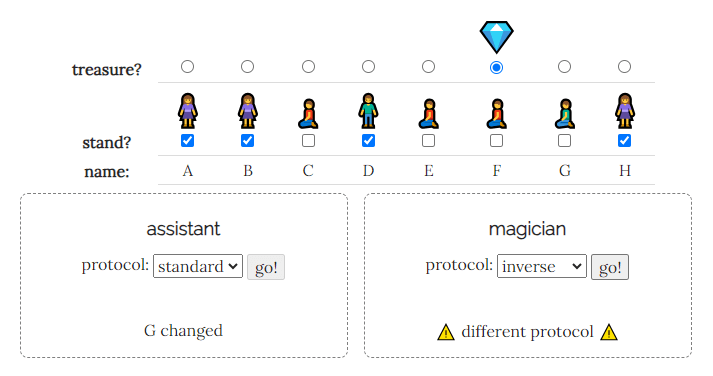 treasure?
stand?
name: A B C D E F G H
assistant magician
protocol: standard go! protocol: inverse go!
G changed ⚠ different protocol ⚠